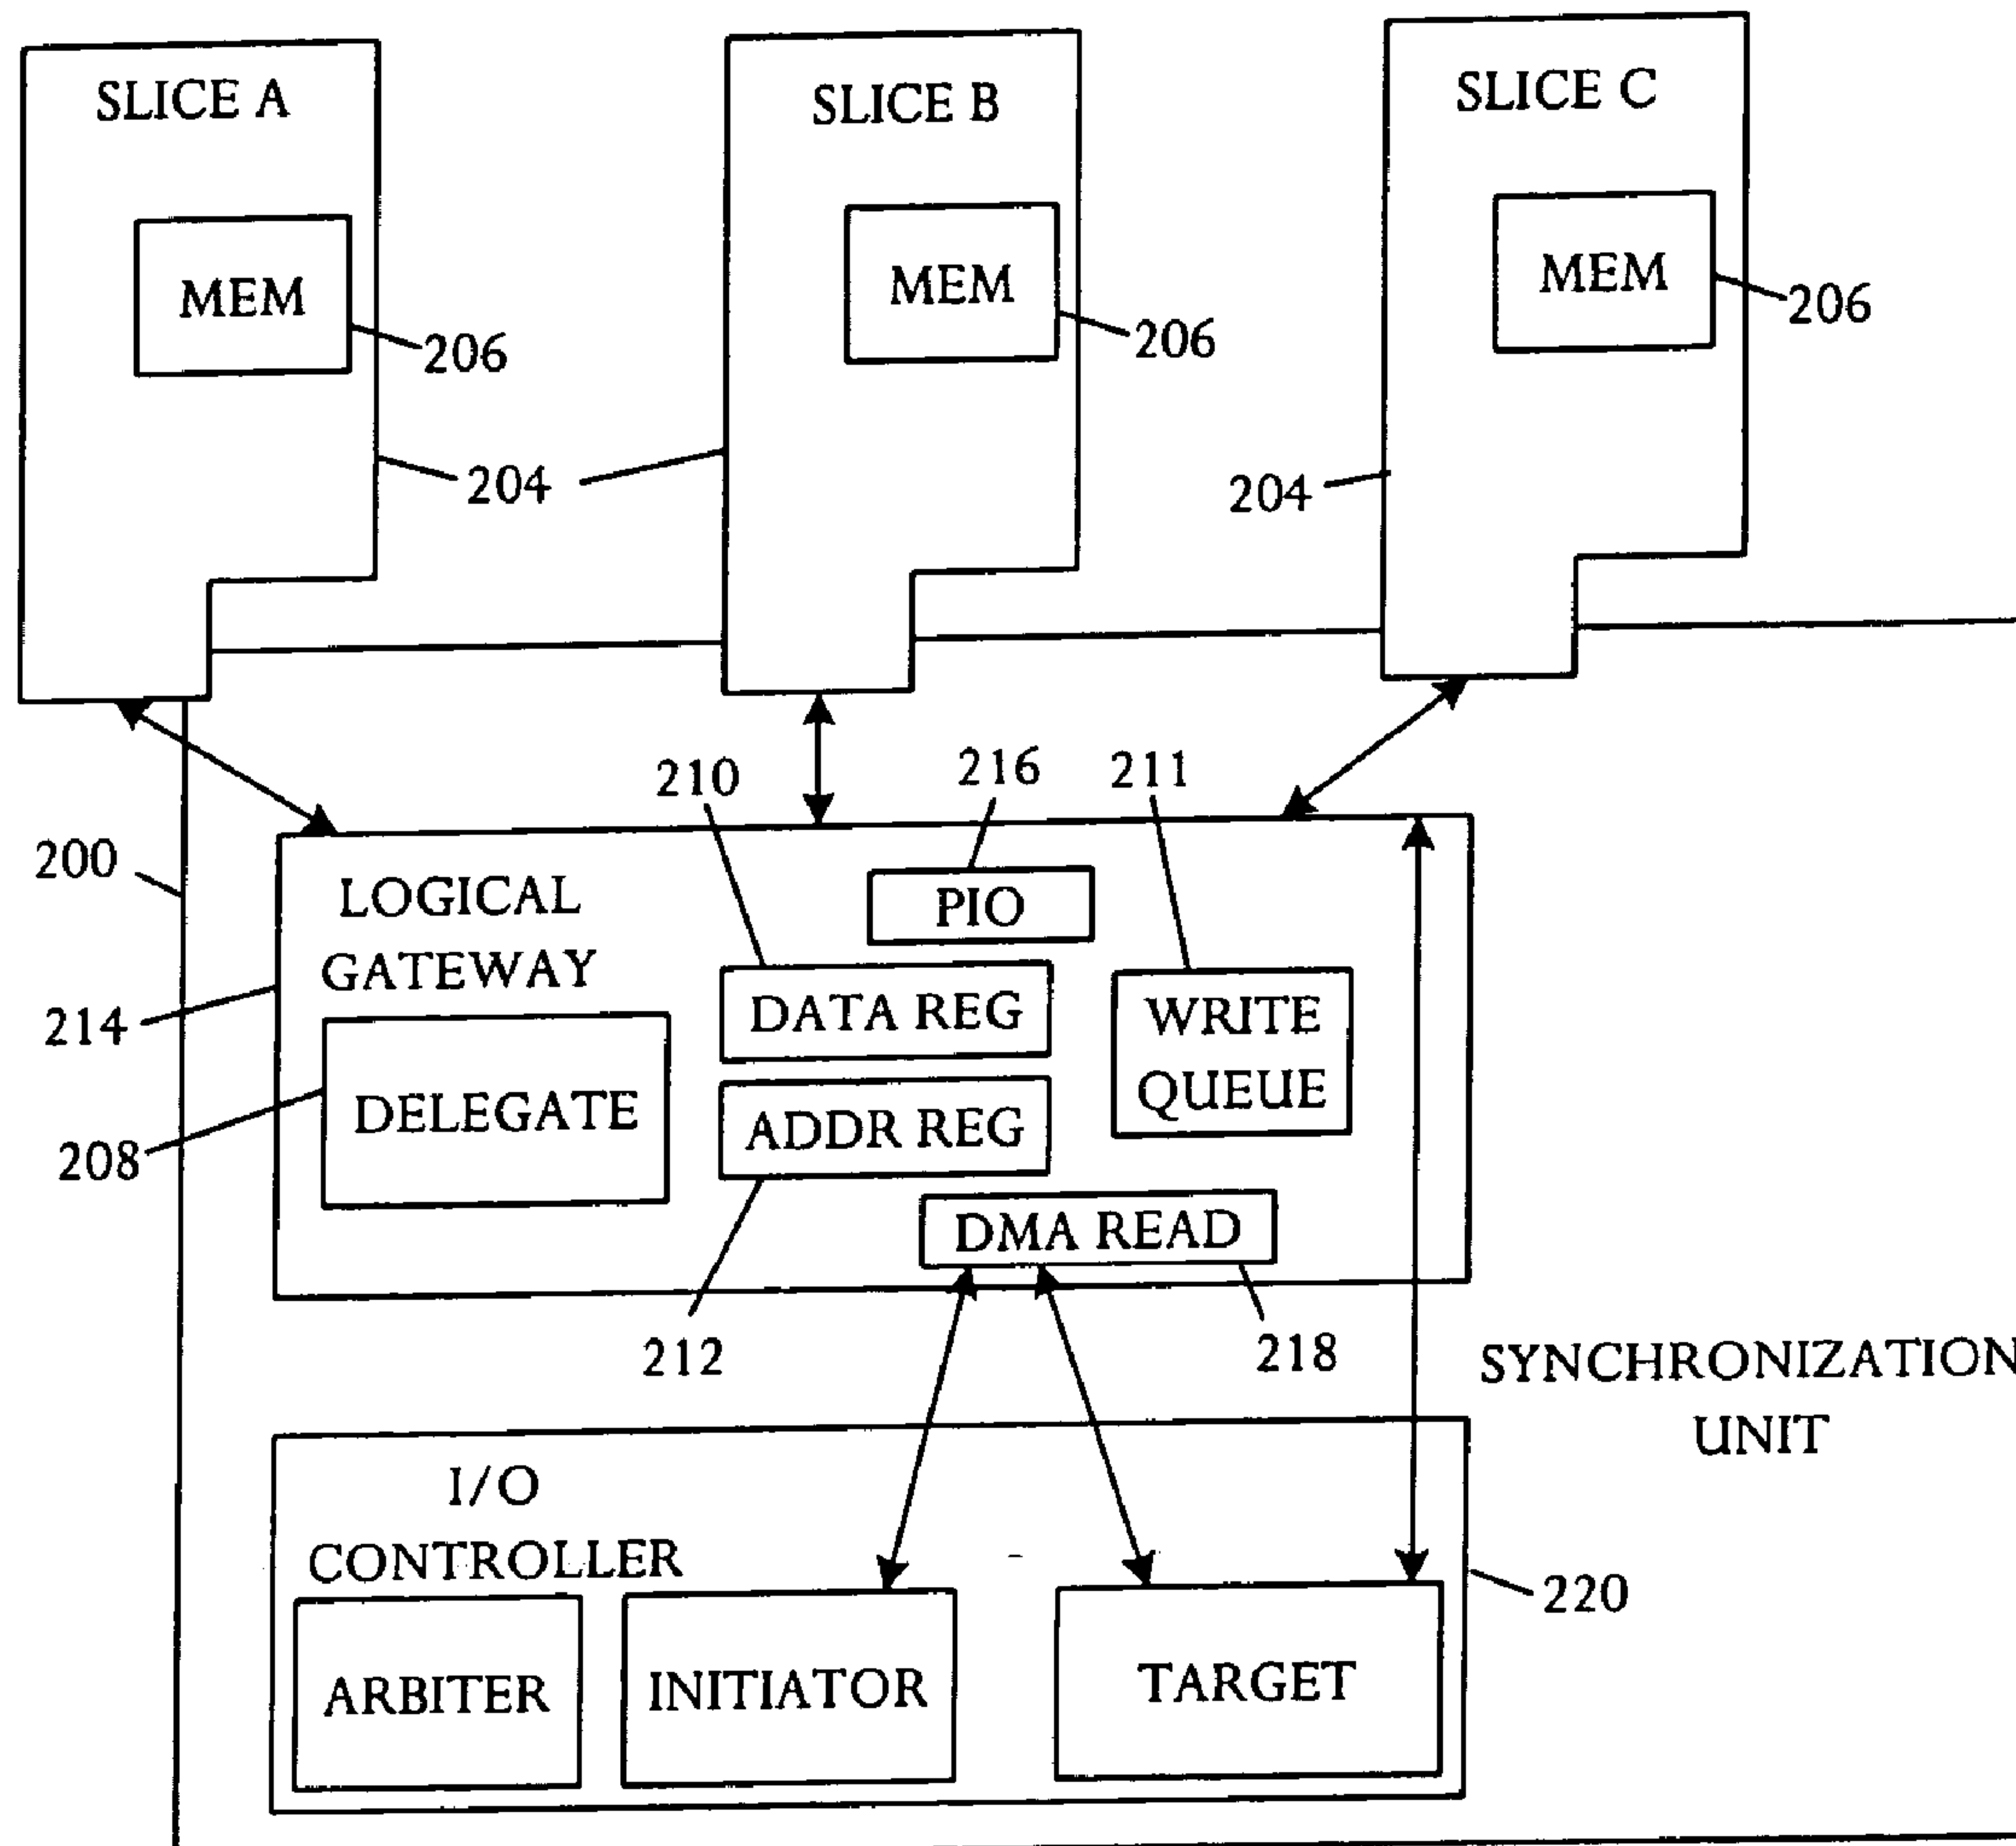 SLICE A
SLICE B
SLICE C
MEM
MEM
MEM
206
206
206
204
204
210
216
211
200
LOGICAL
GATEWAY
PIO
214
DATA REG
WRITE
QUEUE
DELEGATE
ADDR REG
208
DMA READ
212
218
SYNCHRONIZATION
UNIT
I/O
CONTROLLER
220
ARBITER
INITIATOR
TARGET